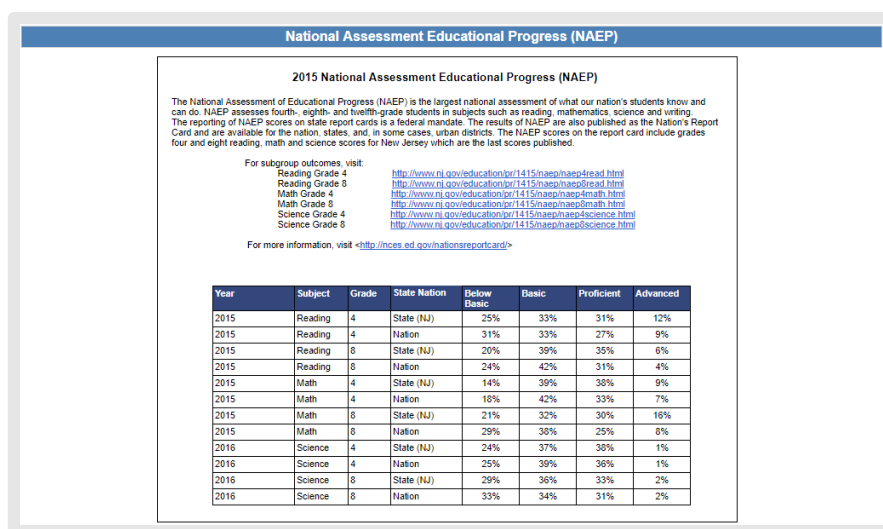 National Assessment Educational Progress (NAEP)
2015 National Assessment Educational Progress (NAEP)
The National Assessment of Educational Progress (NAEP) is the largest national assessment of what our nation's students know and can
do. NAEP assesses fourth-, eighth- and twelfth-grade students in subjects such as reading, mathematics, science and writing.
The reporting of NAEP scores on state report cards is a federal mandate. The results of NAEP are also published as the Nation's Report
Card and are available for the nation, states, and, in some cases, urban districts. The NAEP scores on the report card include grades
four and eight reading, math and science scores for New Jersey which are the last scores published.
For subgroup outcomes, visit:
Reading Grade 4 http://www.nj.gov/education/pr/1415/naep/naep4read.html
Reading Grade 8 http://www.nj.gov/education/pr/1415/naep/naep8read.html
Math Grade 4 http://www.nj.gov/education/pr/1415/naep/naep4math.html
Math Grade 8 http://www.nj.gov/education/pr/1415/naep/naep8math.html
Science Grade 4 http://www.nj.gov/education/pr/1415/naep/naep4science.html
Science Grade 8 http://www.nj.gov/education/pr/1415/naep/naep8science.html
For more information, visit <http://nces.ed.gov/nationsreportcard/>
Year Subject Grade State Nation Below Basic Basic Proficient Advanced
2015 Reading 4 State (NJ) 25% 33% 31% 12%
2015 Reading 4 Nation 31% 33% 27% 9%
2015 Reading 8 State (NJ) 20% 39% 35% 6%
2015 Reading 8 Nation 24% 42% 31% 4%
2015 Math 4 State (NJ) 14% 39% 38% 9%
2015 Math 4 Nation 18% 42% 33% 7%
2015 Math 8 State (NJ) 21% 32% 30% 16%
2015 Math 8 Nation 29% 38% 25% 8%
2016 Science 4 State (NJ) 24% 37% 38% 1%
2016 Science 4 Nation 25% 39% 36% 1%
2016 Science 8 State (NJ) 29% 36% 33% 2%
2016 Science 8 Nation 33% 34% 31% 2%